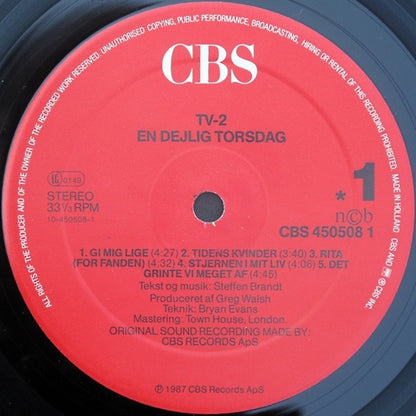 ALL RIGHTS OF THE PRODUCER AND OF THE OWNER OF THE RECORDED WORK RESERVED. UNAUTHORISED COPYING, PUBLIC PERFORMANCE, BROADCASTING, HIRING OR RENTAL OF THIS RECORDING PROHIBITED. MADE IN HOLLAND. CBS INC.
CBS
TV-2
EN DEJLIG TORSDAG
0149
STEREO
33⅓ RPM
10-450508-1
* 1
n©b
CBS 450508 1
1. GI MIG LIGE (4:27) 2. TIDENS KVINDER (3:40) 3. RITA
(FOR FANDEN) (4:32) 4. STJERNEN I MIT LIV (4:06) 5. DET
GRINTE VI MEGET AF (4:45)
Tekst og musik: Steffen Brandt
Produceret af Greg Walsh
Teknik: Bryan Evans
Mastering: Town House, London.
ORIGINAL SOUND RECORDING MADE BY:
CBS RECORDS ApS
℗ 1987 CBS Records ApS